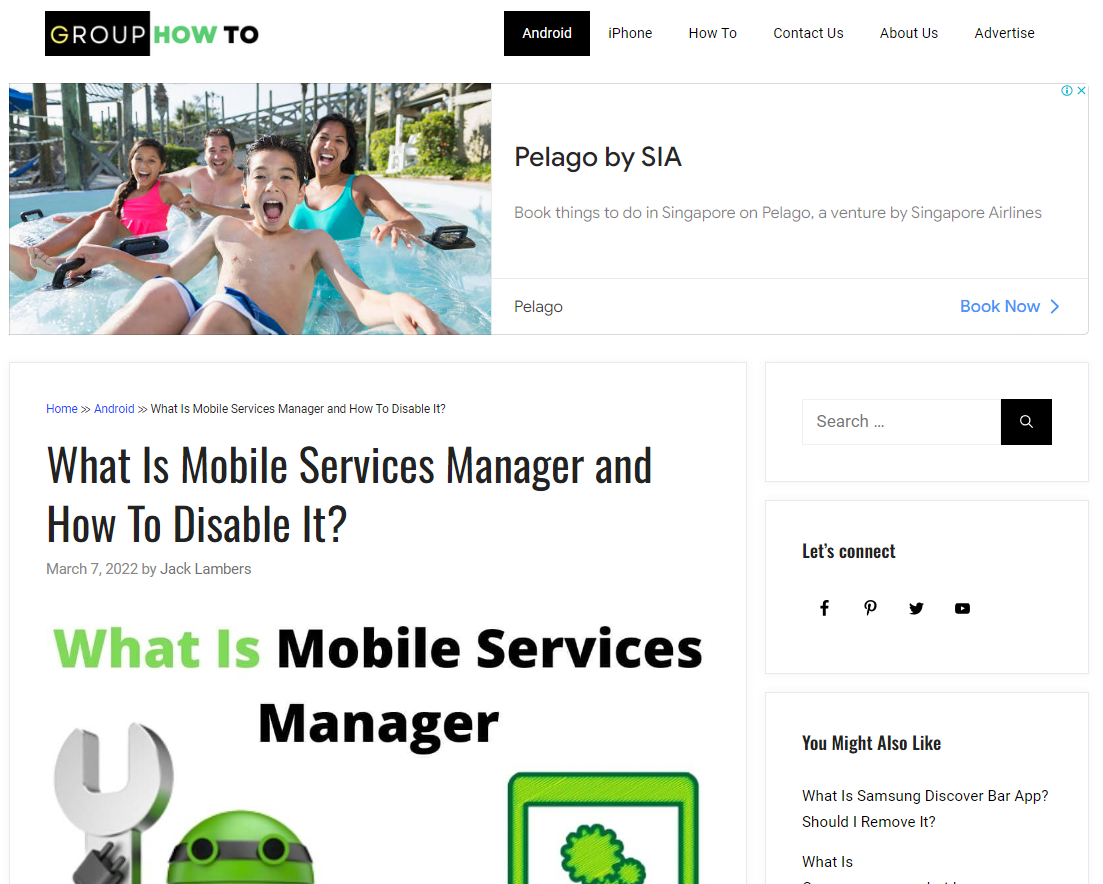 GROUP HOW TO
Android
iPhone
How To
Contact Us
About Us
Advertise
Pelago by SIA
Book things to do in Singapore on Pelago, a venture by Singapore Airlines
Pelago
Book Now
Home >> Android >> What Is Mobile Services Manager and How To Disable It?
What Is Mobile Services Manager and
How To Disable It?
March 7, 2022 by Jack Lambers
What Is Mobile Services
Manager
Search ...
Let's connect
You Might Also Like
What Is Samsung Discover Bar App?
Should I Remove It?
What Is